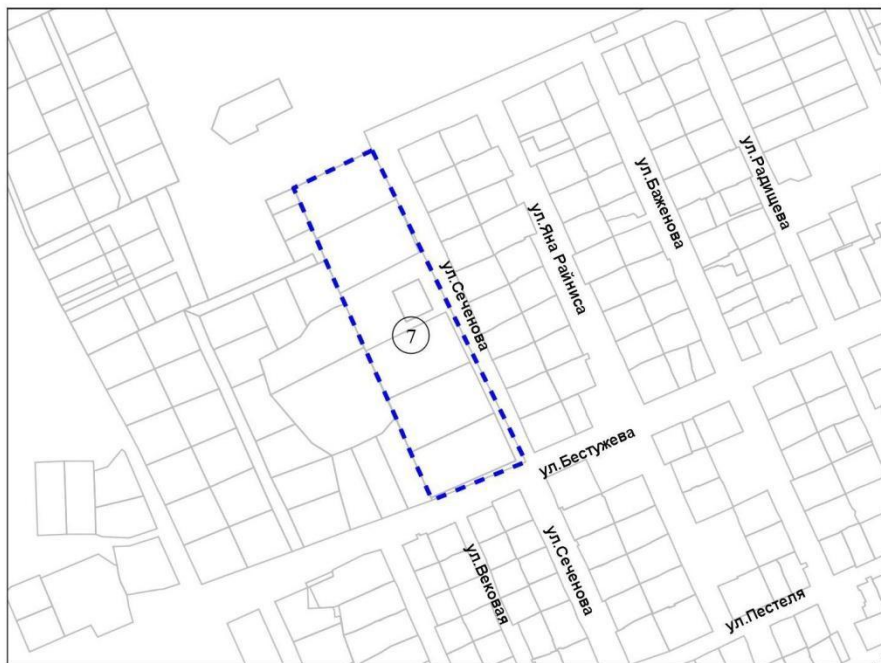 ул.Радищева
ул.Баженова
ул.Яна Райниса
ул.Сеченова
7
ул.Бестужева
ул.Вековая
ул.Сеченова
ул.Пестеля